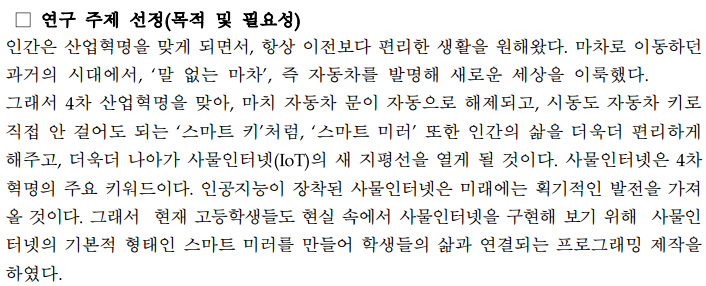 □ 연구 주제 선정(목적 및 필요성)
인간은 산업혁명을 맞게 되면서, 항상 이전보다 편리한 생활을 원해왔다. 마차로 이동하던
과거의 시대에서, ‘말 없는 마차’, 즉 자동차를 발명해 새로운 세상을 이룩했다.
그래서 4차 산업혁명을 맞아, 마치 자동차 문이 자동으로 해제되고, 시동도 자동차 키로
직접 안 걸어도 되는 ‘스마트 키’처럼, ‘스마트 미러’ 또한 인간의 삶을 더욱더 편리하게
해주고, 더욱더 나아가 사물인터넷(IoT)의 새 지평선을 열게 될 것이다. 사물인터넷은 4차
혁명의 주요 키워드이다. 인공지능이 장착된 사물인터넷은 미래에는 획기적인 발전을 가져
올 것이다. 그래서 현재 고등학생들도 현실 속에서 사물인터넷을 구현해 보기 위해 사물인
터넷의 기본적 형태인 스마트 미러를 만들어 학생들의 삶과 연결되는 프로그래밍 제작을
하였다.